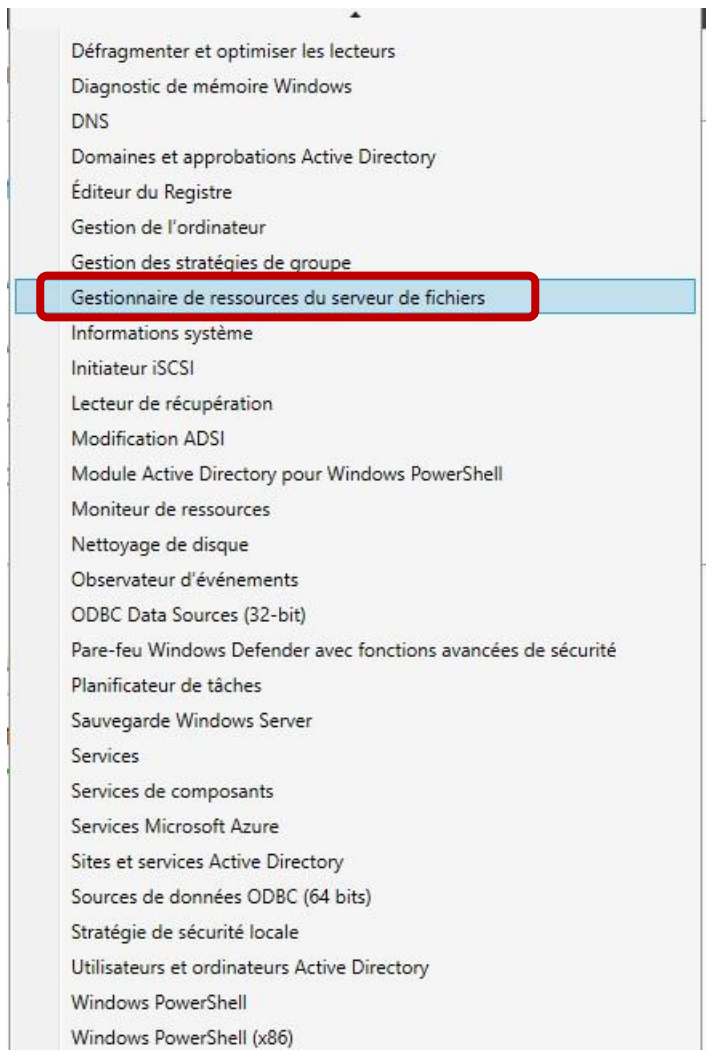 Défragmenter et optimiser les lecteurs
Diagnostic de mémoire Windows
DNS
Domaines et approbations Active Directory
Éditeur du Registre
Gestion de l'ordinateur
Gestion des stratégies de groupe
Gestionnaire de ressources du serveur de fichiers
Informations système
Initiateur iSCSI
Lecteur de récupération
Modification ADSI
Module Active Directory pour Windows PowerShell
Moniteur de ressources
Nettoyage de disque
Observateur d'événements
ODBC Data Sources (32-bit)
Pare-feu Windows Defender avec fonctions avancées de sécurité
Planificateur de tâches
Sauvegarde Windows Server
Services
Services de composants
Services Microsoft Azure
Sites et services Active Directory
Sources de données ODBC (64 bits)
Stratégie de sécurité locale
Utilisateurs et ordinateurs Active Directory
Windows PowerShell
Windows PowerShell (x86)